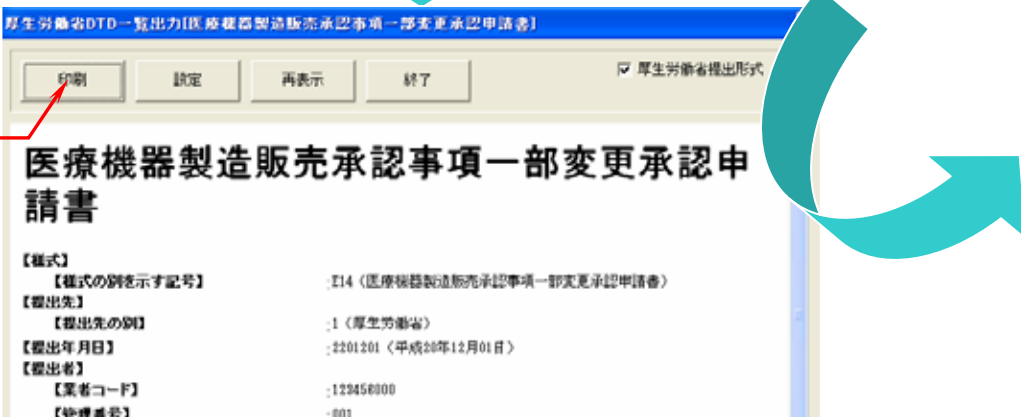 厚生労働省DTD一覧出力[医療機器製造販売承認事項一部変更承認申請書]
印刷 設定 再表示 終了 厚生労働省提出形式
医療機器製造販売承認事項一部変更承認申
請書
【様式】
【様式の別を示す記号】 :E14（医療機器製造販売承認事項一部変更承認申請書）
【提出先】
【提出先の別】 :1（厚生労働省）
【提出年月日】 :2201201（平成20年12月01日）
【提出者】
【業者コード】 :123456000
【管理番号】 :001